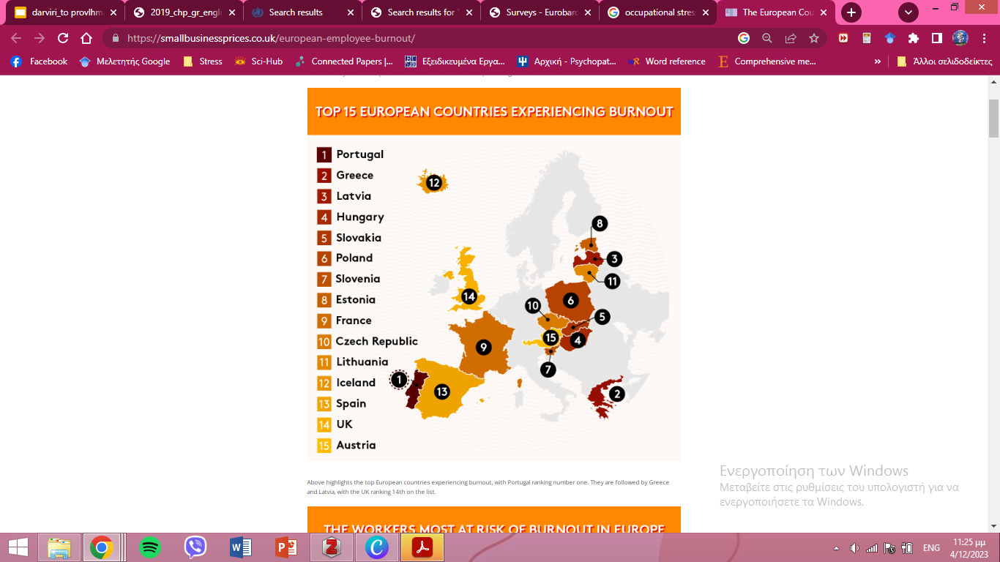 darviri_to provlhm
2019_chp_gr_engli
Search results
Search results for "
Surveys - Eurobaro
occupational stres
The European Cou
https://smallbusinessprices.co.uk/european-employee-burnout/
Facebook
Μελετητής Google
Stress
Sci-Hub
Connected Papers |...
Εξειδικευμένα Εργα...
Αρχική - Psychopat...
Word reference
Comprehensive me...
»
Άλλοι σελιδοδείκτες
TOP 15 EUROPEAN COUNTRIES EXPERIENCING BURNOUT
1 Portugal
2 Greece
3 Latvia
4 Hungary
5 Slovakia
6 Poland
7 Slovenia
8 Estonia
9 France
10 Czech Republic
11 Lithuania
12 Iceland
13 Spain
14 UK
15 Austria
12
8
3
11
14
6
10
5
15
4
9
7
1
13
2
Above highlights the top European countries experiencing burnout, with Portugal ranking number one. They are followed by Greece
and Latvia, with the UK ranking 14th on the list.
Ενεργοποίηση των Windows
Μεταβείτε στις ρυθμίσεις του υπολογιστή για να
ενεργοποιήσετε τα Windows.
THE WORKERS MOST AT RISK OF BURNOUT IN EUROPE
ENG
11:25 μμ
4/12/2023